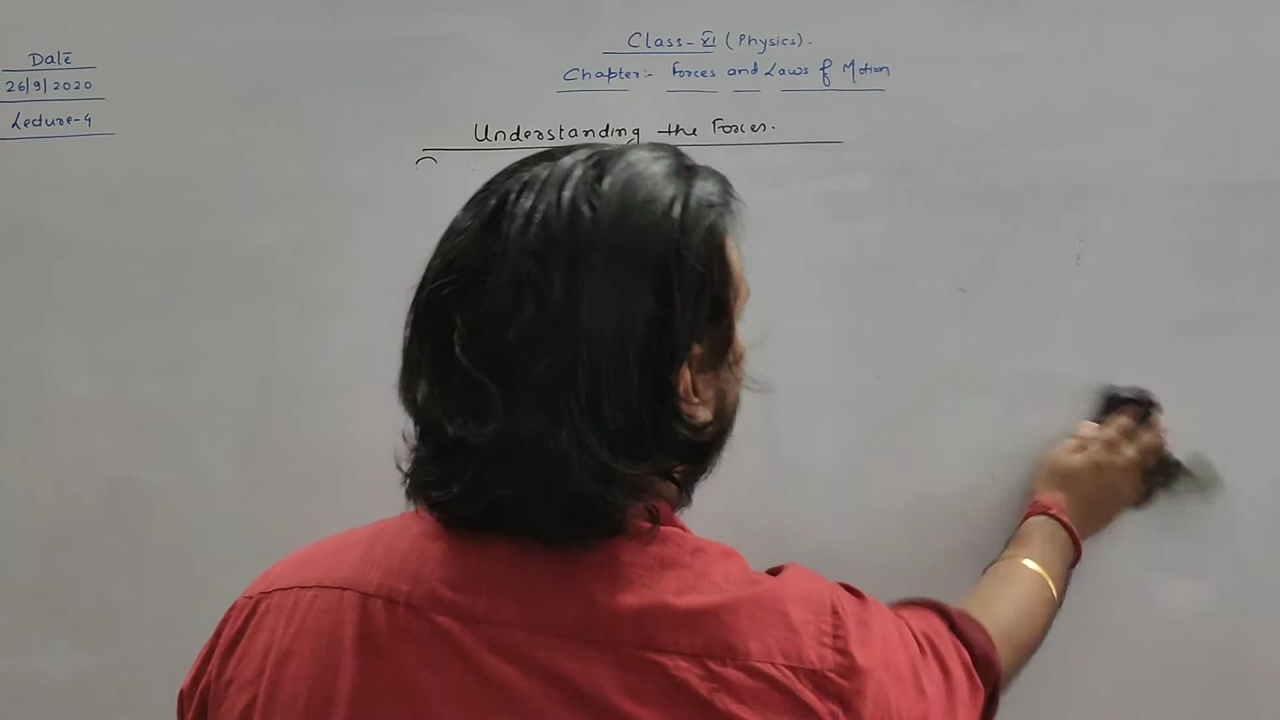 Date
26/9/2020
Lecture-4
Class-XI (Physics).
Chapter:- Forces and Laws of Motion
Understanding the Forces.